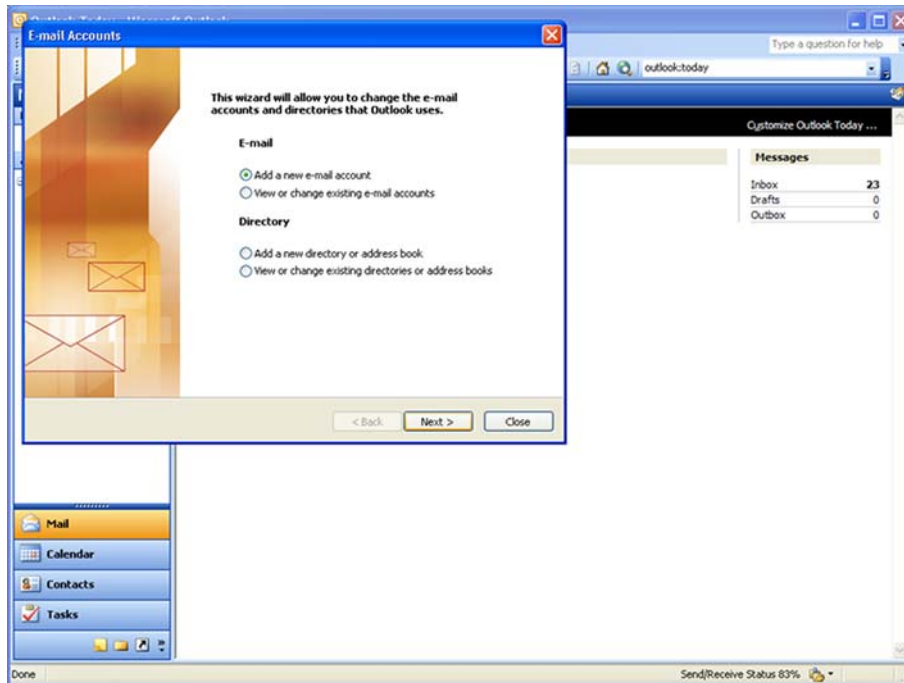 E-mail Accounts
Type a question for help
outlook:today
This wizard will allow you to change the e-mail
accounts and directories that Outlook uses.
Customize Outlook Today ...
E-mail
Messages
Add a new e-mail account
Inbox 23
View or change existing e-mail accounts
Drafts 0
Outbox 0
Directory
Add a new directory or address book
View or change existing directories or address books
< Back Next > Close
Mail
Calendar
Contacts
Tasks
Done Send/Receive Status 83%